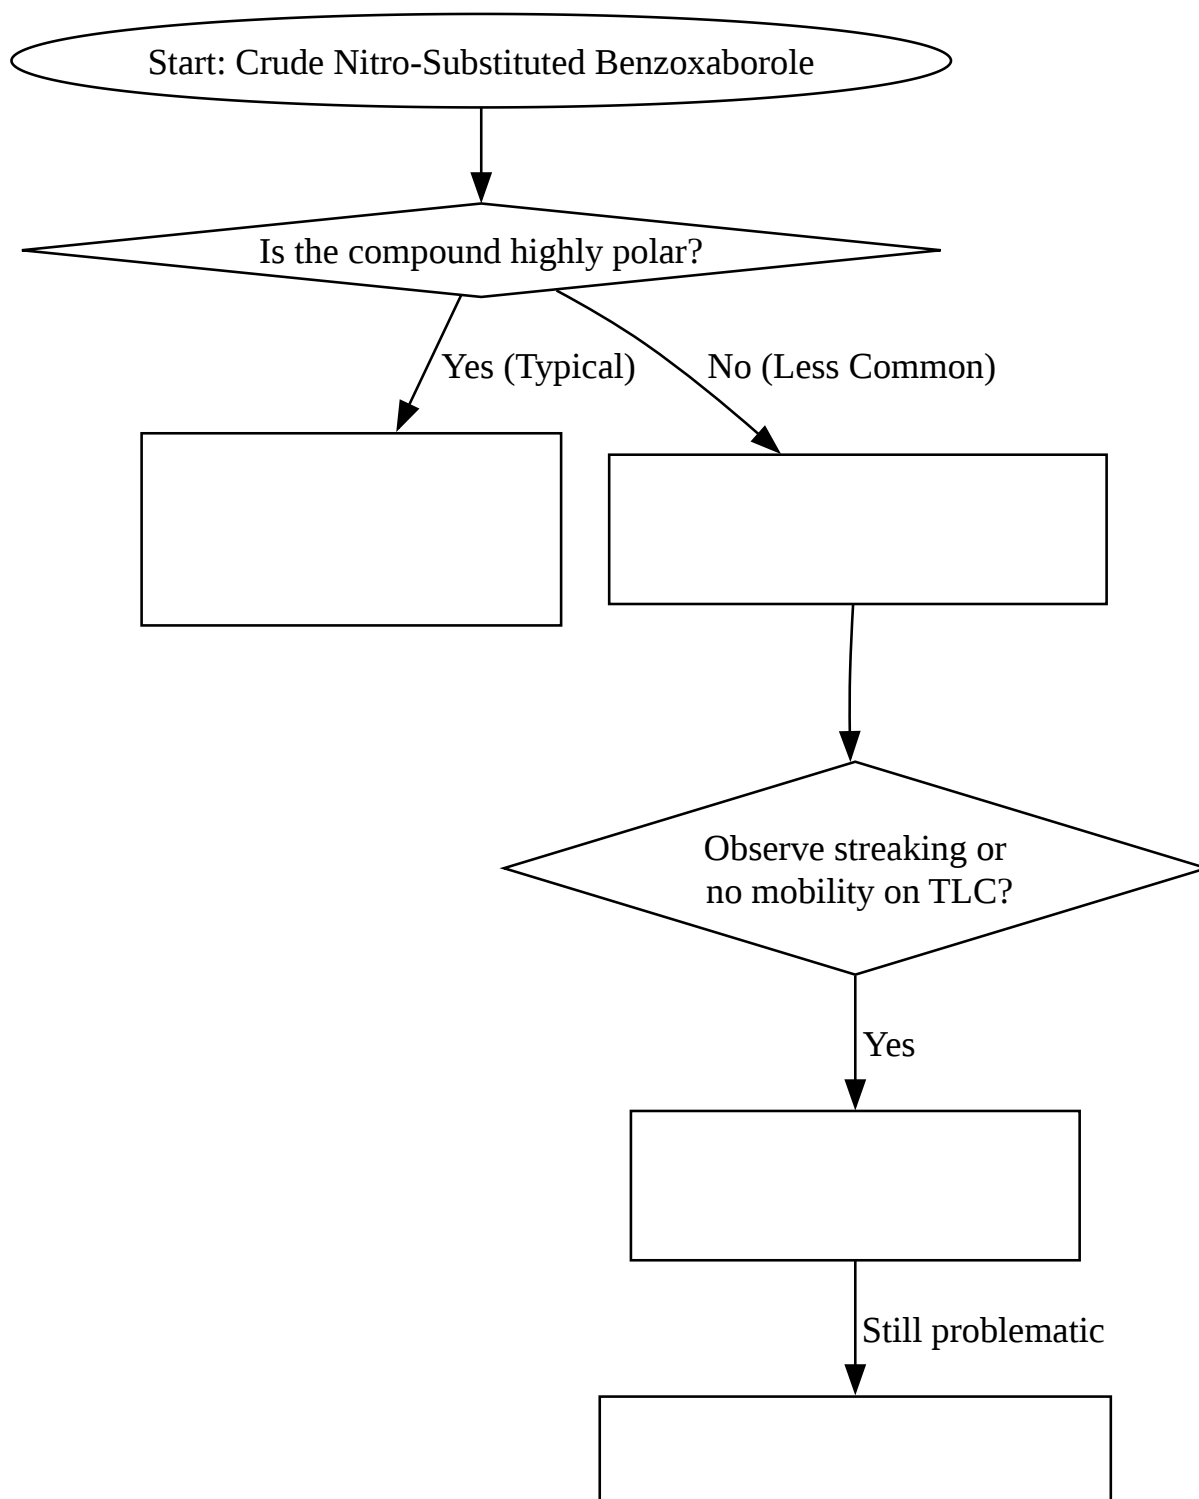 Start: Crude Nitro-Substituted Benzoxaborole
Is the compound highly polar?
Yes (Typical)
No (Less Common)
Observe streaking or
no mobility on TLC?
Yes
Still problematic